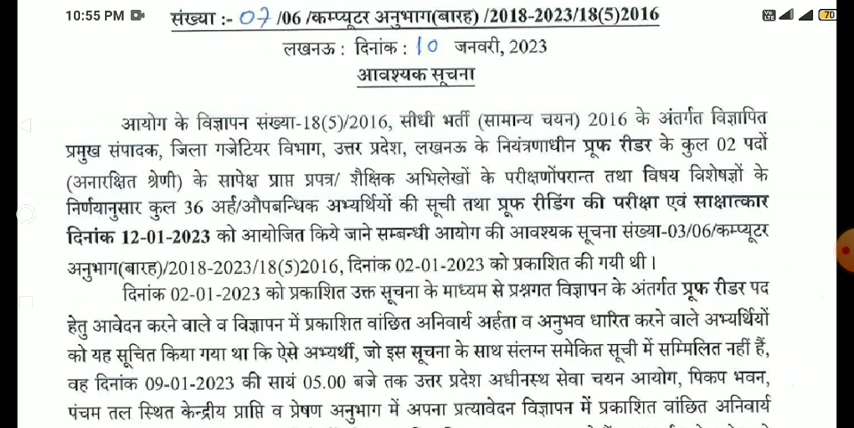 10:55 PM
70
संख्या :- 07 /06 /कम्प्यूटर अनुभाग(बारह) /2018-2023/18(5)2016
लखनऊ : दिनांक : 10 जनवरी, 2023
आवश्यक सूचना
आयोग के विज्ञापन संख्या-18(5)/2016, सीधी भर्ती (सामान्य चयन) 2016 के अंतर्गत विज्ञापित
प्रमुख संपादक, जिला गजेटियर विभाग, उत्तर प्रदेश, लखनऊ के नियंत्रणाधीन प्रूफ रीडर के कुल 02 पदों
(अनारक्षित श्रेणी) के सापेक्ष प्राप्त प्रपत्र/ शैक्षिक अभिलेखों के परीक्षणोंपरान्त तथा विषय विशेषज्ञों के
निर्णयानुसार कुल 36 अर्ह/औपबन्धिक अभ्यर्थियों की सूची तथा प्रूफ रीडिंग की परीक्षा एवं साक्षात्कार
दिनांक 12-01-2023 को आयोजित किये जाने सम्बन्धी आयोग की आवश्यक सूचना संख्या-03/06/कम्प्यूटर
अनुभाग(बारह)/2018-2023/18(5)2016, दिनांक 02-01-2023 को प्रकाशित की गयी थी।
दिनांक 02-01-2023 को प्रकाशित उक्त सूचना के माध्यम से प्रश्नगत विज्ञापन के अंतर्गत प्रूफ रीडर पद
हेतु आवेदन करने वाले व विज्ञापन में प्रकाशित वांछित अनिवार्य अर्हता व अनुभव धारित करने वाले अभ्यर्थियों
को यह सूचित किया गया था कि ऐसे अभ्यर्थी, जो इस सूचना के साथ संलग्न समेकित सूची में सम्मिलित नहीं हैं,
वह दिनांक 09-01-2023 की सायं 05.00 बजे तक उत्तर प्रदेश अधीनस्थ सेवा चयन आयोग, पिकप भवन,
पंचम तल स्थित केन्द्रीय प्राप्ति व प्रेषण अनुभाग में अपना प्रत्यावेदन विज्ञापन में प्रकाशित वांछित अनिवार्य